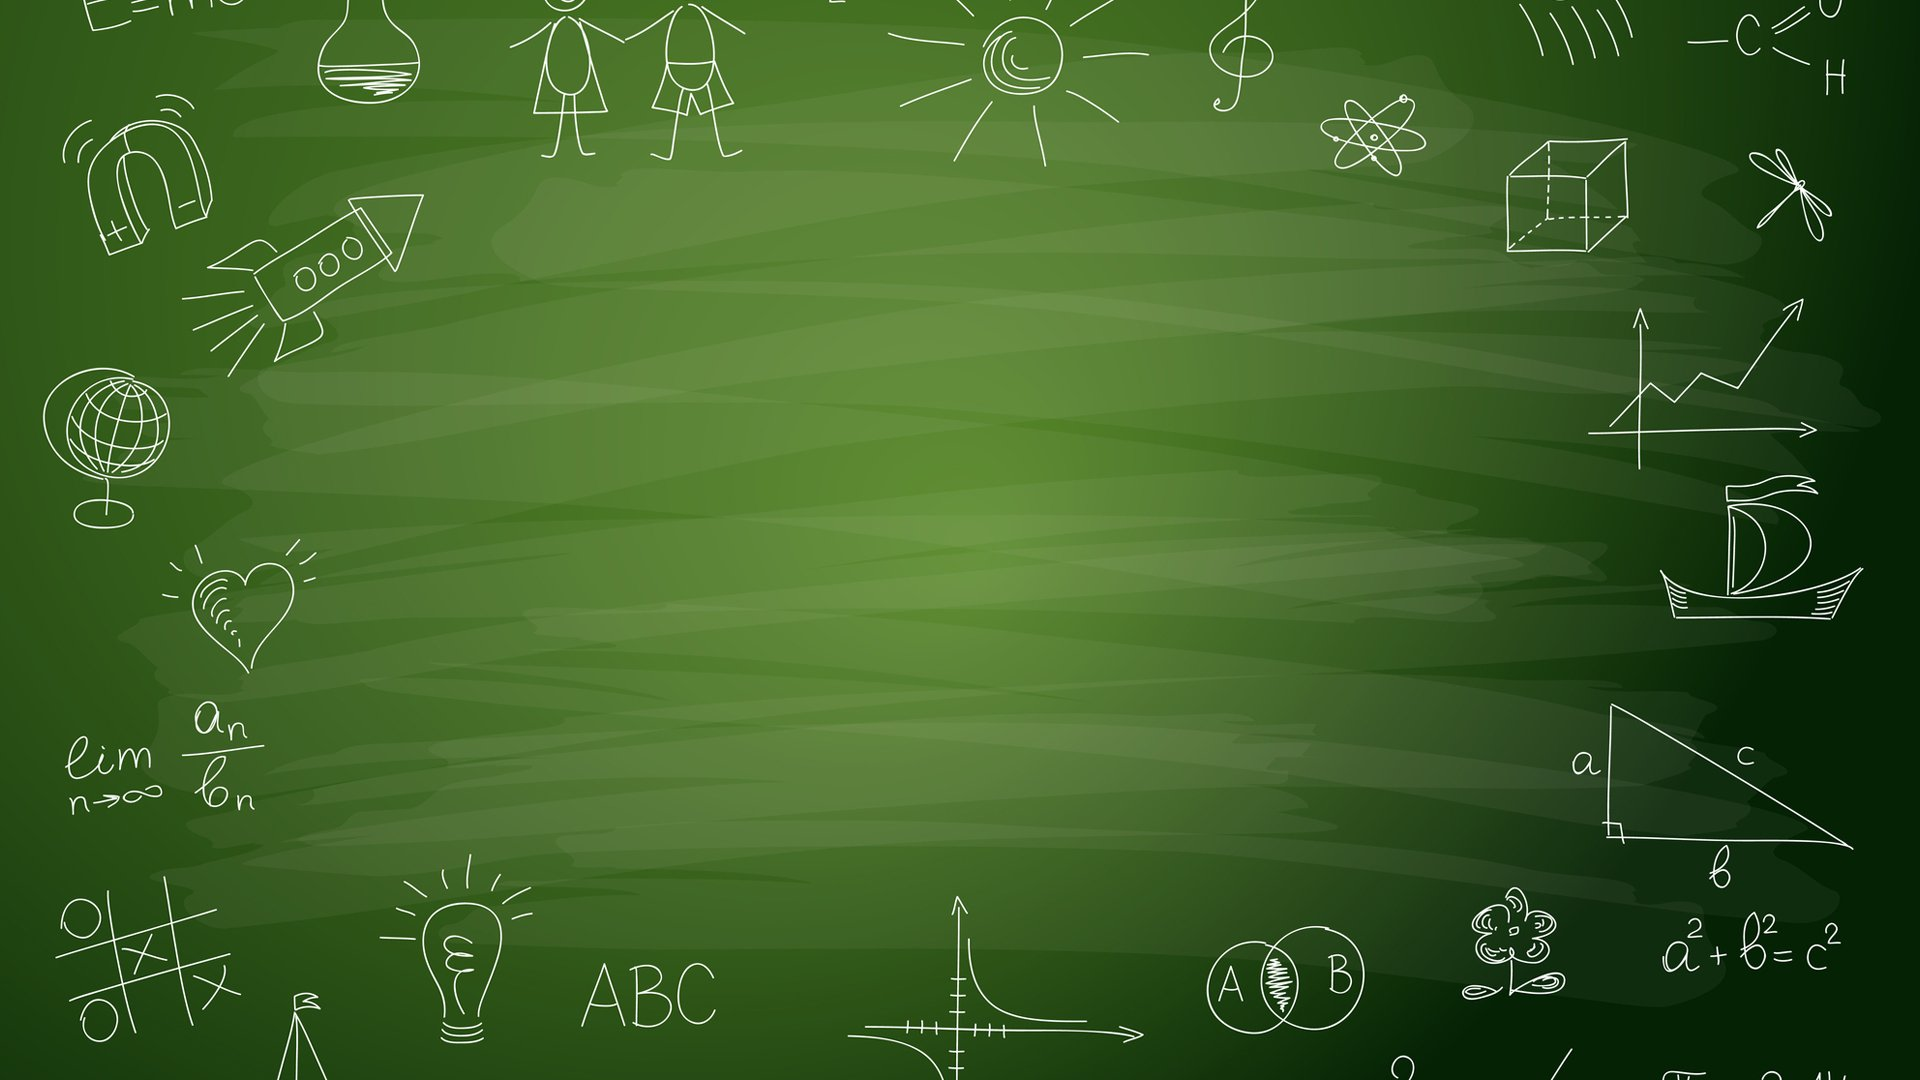 E=mc
C
O
H
+ -
lim aₙ
n→∞ bₙ
a
c
b
a²+b²=c²
ABC
A B